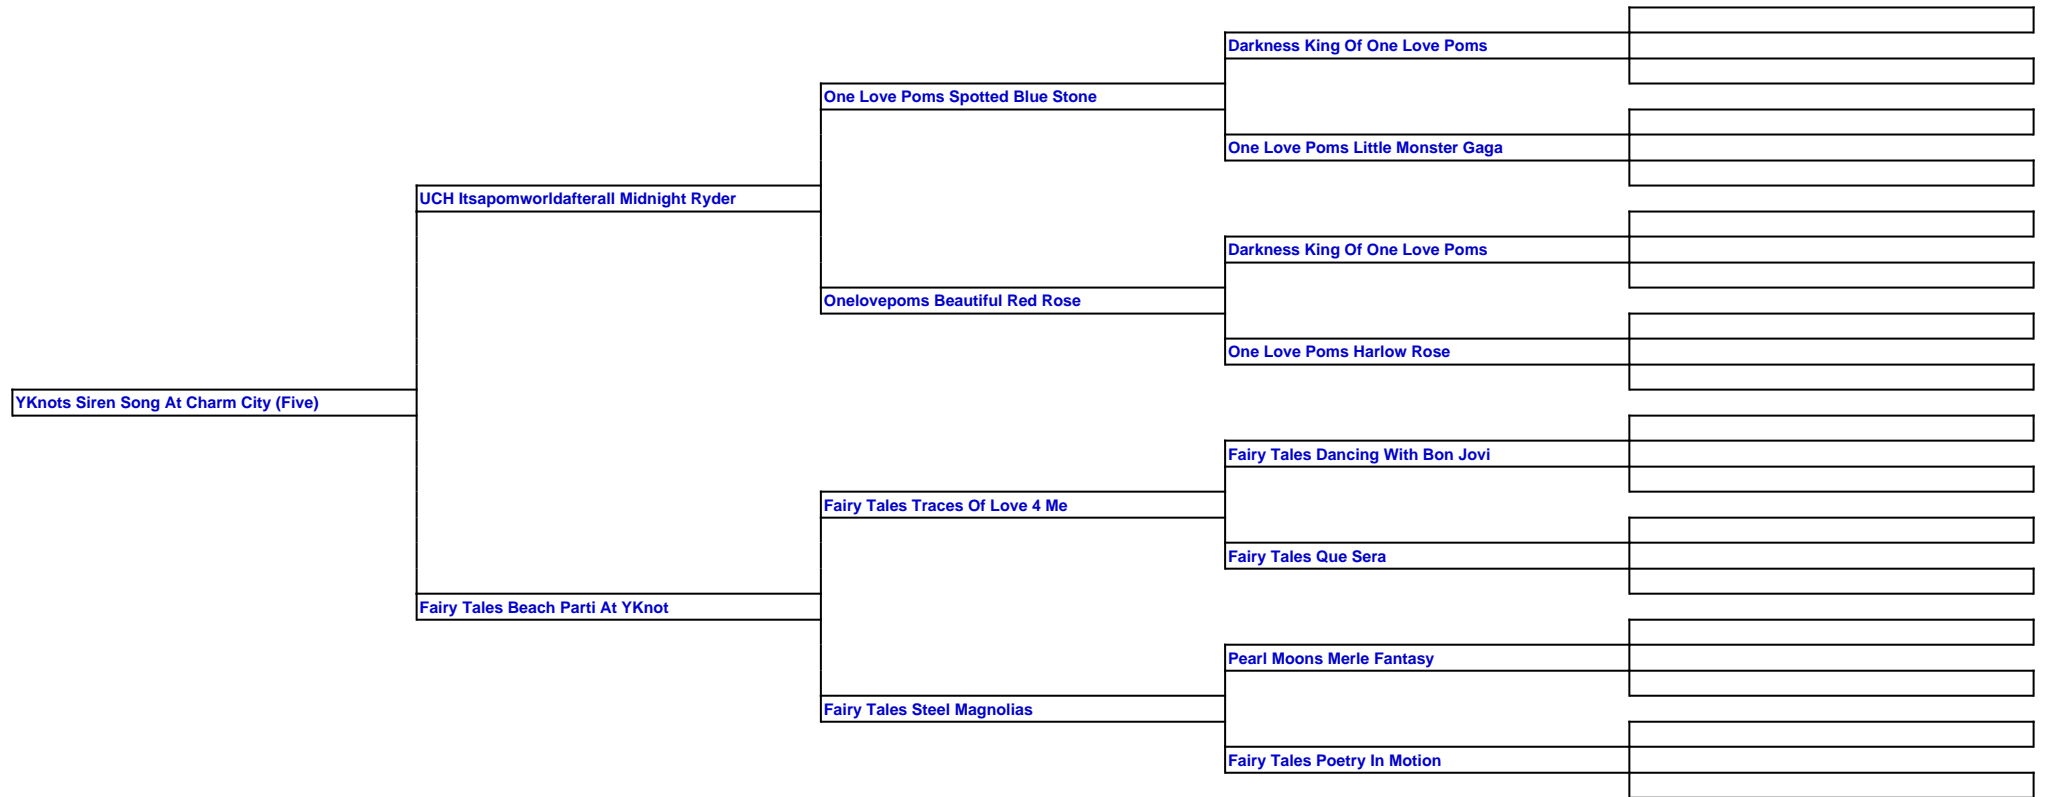 Darkness King Of One Love Poms
One Love Poms Spotted Blue Stone
One Love Poms Little Monster Gaga
UCH Itsapomworldafterall Midnight Ryder
Darkness King Of One Love Poms
Onelovepoms Beautiful Red Rose
One Love Poms Harlow Rose
YKnots Siren Song At Charm City (Five)
Fairy Tales Dancing With Bon Jovi
Fairy Tales Traces Of Love 4 Me
Fairy Tales Que Sera
Fairy Tales Beach Parti At YKnot
Pearl Moons Merle Fantasy
Fairy Tales Steel Magnolias
Fairy Tales Poetry In Motion